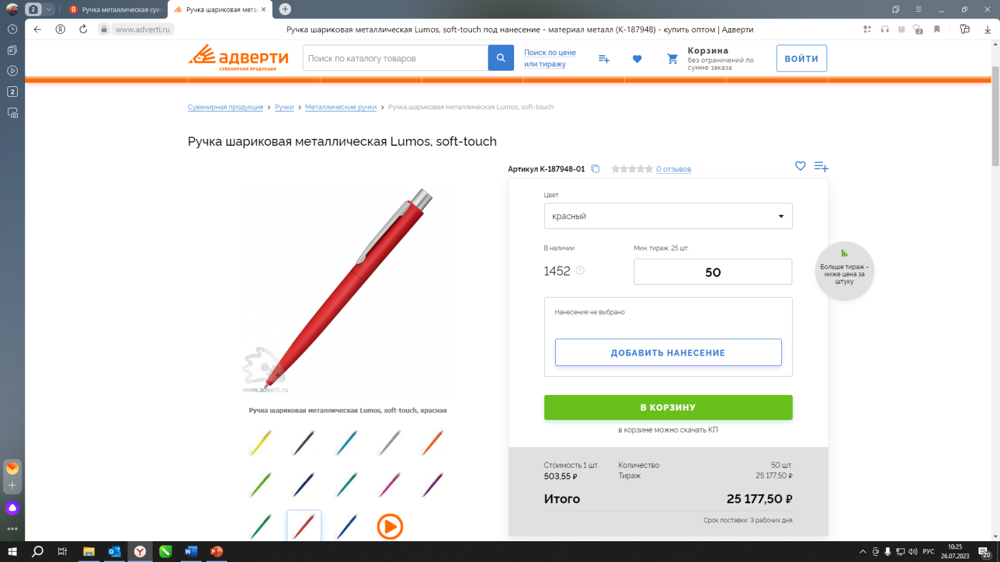 2
Ручка металлическая суве
Ручка шариковая мета
www.adverti.ru
Ручка шариковая металлическая Lumos, soft-touch под нанесение - материал металл (K-187948) - купить оптом | Адверти
2
2
адверти
СУВЕНИРНАЯ ПРОДУКЦИЯ
Поиск по каталогу товаров
Поиск по цене
или тиражу
Корзина
без ограничений по
сумме заказа
ВОЙТИ
Сувенирная продукция > Ручки > Металлические ручки > Ручка шариковая металлическая Lumos, soft-touch
Ручка шариковая металлическая Lumos, soft-touch
Артикул K-187948-01
0 отзывов
Цвет
красный
В наличии
Мин. тираж: 25 шт.
1452
50
Больше тираж -
ниже цена за
штуку
Нанесение не выбрано
ДОБАВИТЬ НАНЕСЕНИЕ
www.adverti.ru
Ручка шариковая металлическая Lumos, soft-touch, красная
В КОРЗИНУ
в корзине можно скачать КП
Стоимость 1 шт.
Количество
50 шт.
503,55 ₽
Тираж
25 177.50 ₽
Итого
25 177,50 ₽
Срок поставки: 3 рабочих дня
РУС
10:25
26.07.2023
20